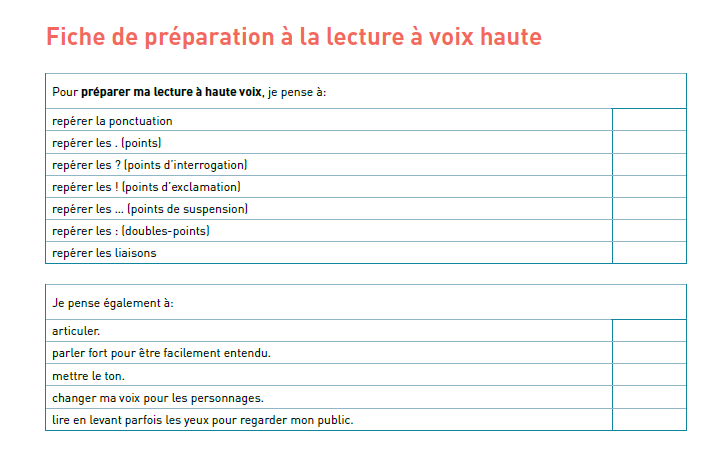 Fiche de préparation à la lecture à voix haute
Pour préparer ma lecture à haute voix, je pense à:
repérer la ponctuation
repérer les . (points)
repérer les ? (points d'interrogation)
repérer les ! (points d'exclamation)
repérer les ... (points de suspension)
repérer les : (doubles-points)
repérer les liaisons
Je pense également à:
articuler.
parler fort pour être facilement entendu.
mettre le ton.
changer ma voix pour les personnages.
lire en levant parfois les yeux pour regarder mon public.